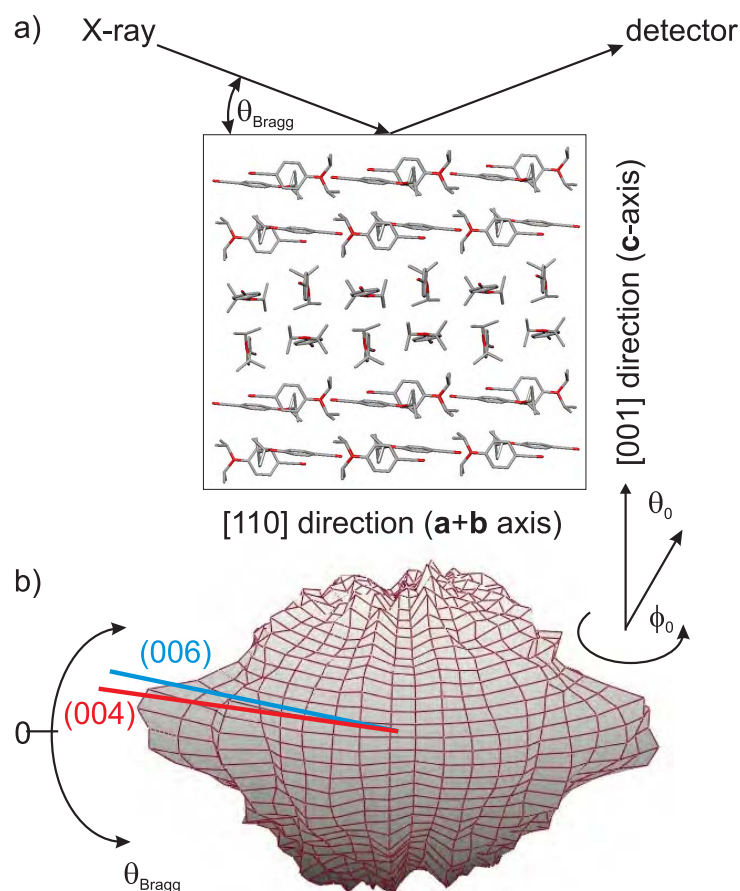 a)
X-ray
detector
θBragg
[001] direction (c-axis)
[110] direction (a+b axis)
θ0
ϕ0
b)
(006)
(004)
0
θBragg